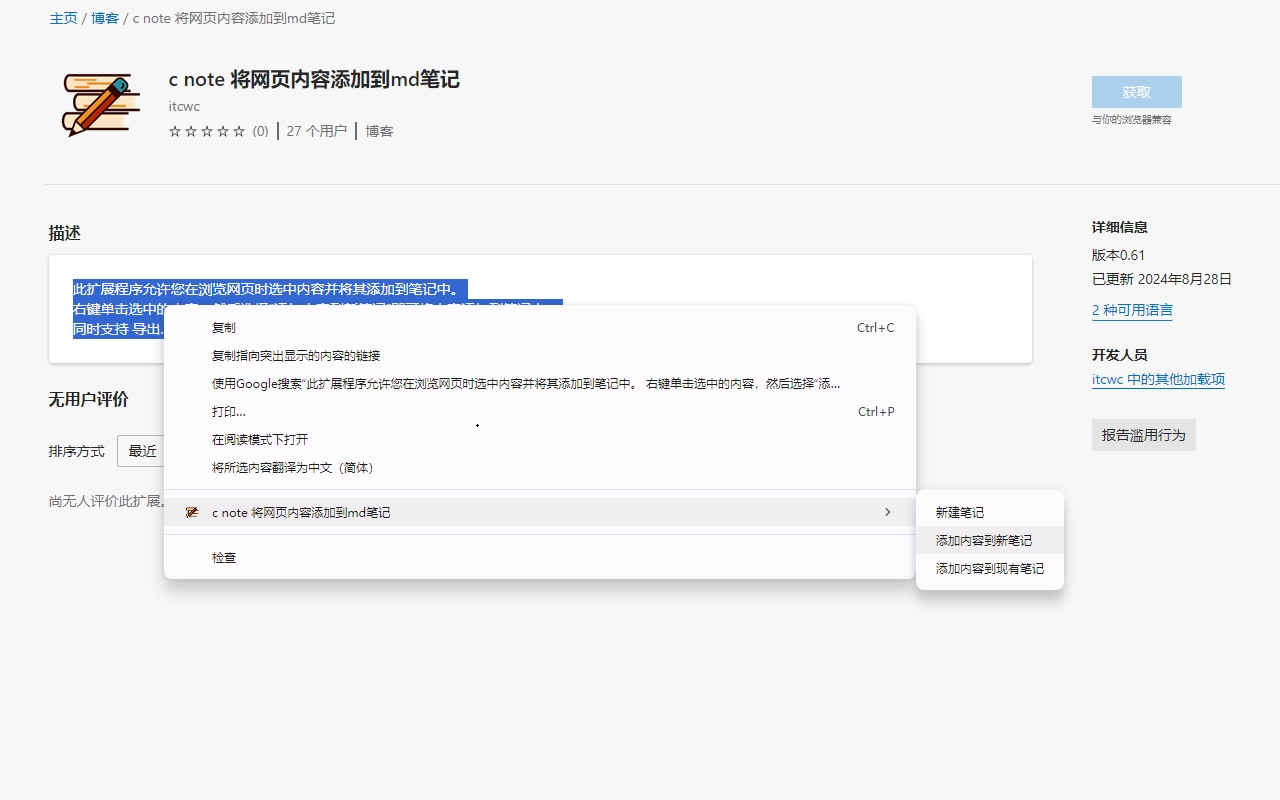 主页 / 博客 / c note 将网页内容添加到md笔记
c note 将网页内容添加到md笔记
itcwc
(0) 27 个用户 博客
获取
与你的浏览器兼容
描述
此扩展程序允许您在浏览网页时选中内容并将其添加到笔记中。
右键单击选中的
同时支持 导出.
无用户评价
排序方式 最近
尚无人评价此扩展。
复制 Ctrl+C
复制指向突出显示的内容的链接
使用Google搜索“此扩展程序允许您在浏览网页时选中内容并将其添加到笔记中。 右键单击选中的内容，然后选择“添...
打印... Ctrl+P
在阅读模式下打开
将所选内容翻译为中文（简体）
c note 将网页内容添加到md笔记
检查
新建笔记
添加内容到新笔记
添加内容到现有笔记
详细信息
版本0.61
已更新 2024年8月28日
2 种可用语言
开发人员
itcwc 中的其他加载项
报告滥用行为